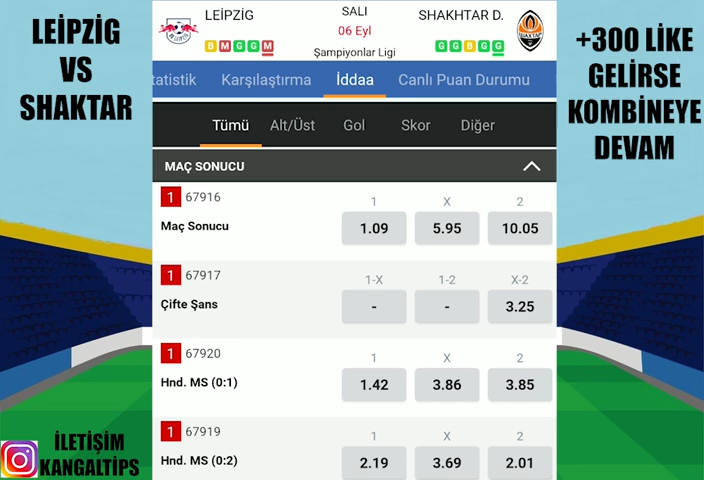 LEİPZİG
VS
SHAKTAR
LEİPZİG
B M G G M
SALI
06 Eyl
Şampiyonlar Ligi
SHAKHTAR D.
G G B G G
+300 LİKE
GELİRSE
KOMBİNEYE
DEVAM
tatistik Karşılaştırma İddaa Canlı Puan Durumu
Tümü Alt/Üst Gol Skor Diğer
MAÇ SONUCU
1 67916
Maç Sonucu
1 X 2
1.09 5.95 10.05
1 67917
Çifte Şans
1-X 1-2 X-2
- - 3.25
1 67920
Hnd. MS (0:1)
1 X 2
1.42 3.86 3.85
1 67919
Hnd. MS (0:2)
1 X 2
2.19 3.69 2.01
İLETİŞİM
KANGALTİPS